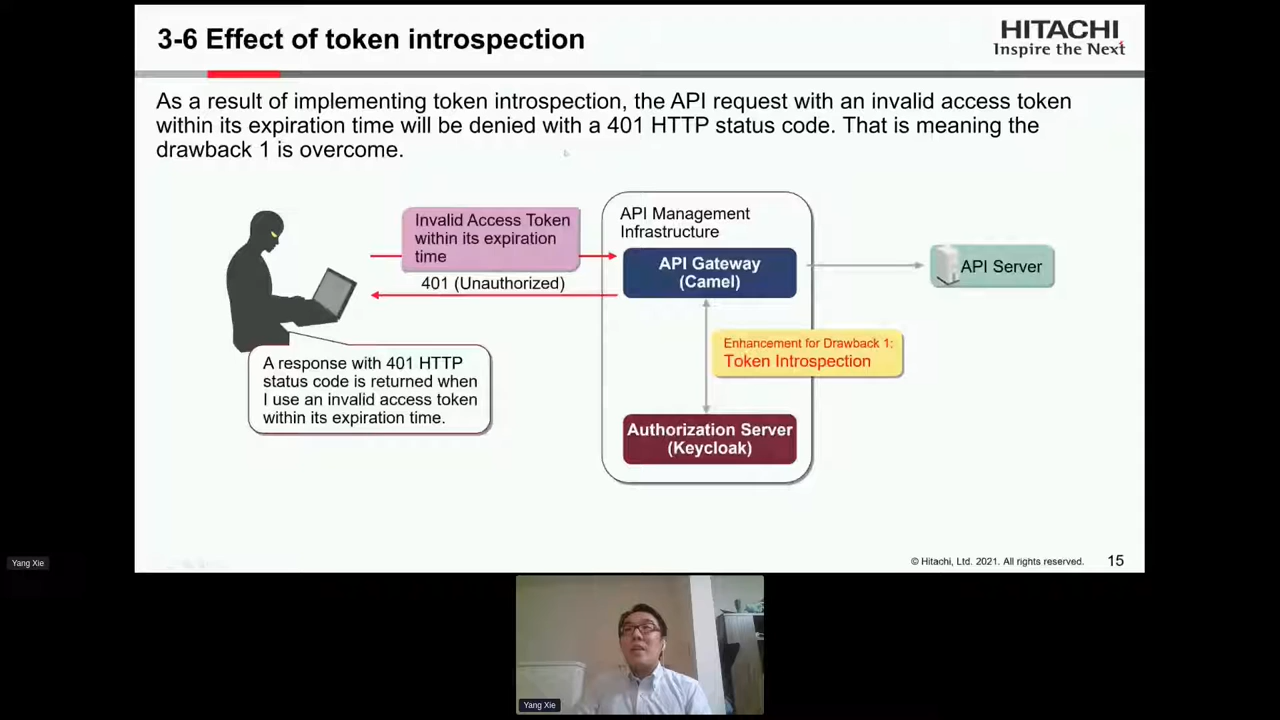 3-6 Effect of token introspection
HITACHI
Inspire the Next
As a result of implementing token introspection, the API request with an invalid access token
within its expiration time will be denied with a 401 HTTP status code. That is meaning the
drawback 1 is overcome.
Invalid Access Token
within its expiration
time
401 (Unauthorized)
API Management
Infrastructure
API Gateway
(Camel)
API Server
Enhancement for Drawback 1:
Token Introspection
A response with 401 HTTP
status code is returned when
I use an invalid access token
within its expiration time.
Authorization Server
(Keycloak)
© Hitachi, Ltd. 2021. All rights reserved.
15
Yang Xie
Yang Xie